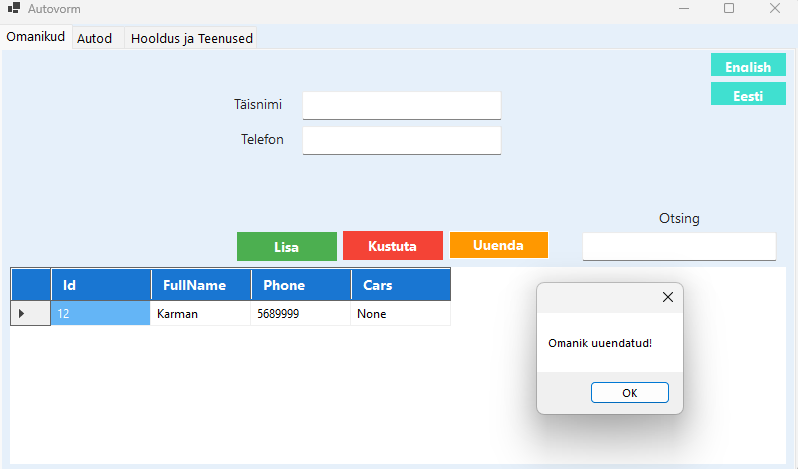 Autovorm
Omanikud Autod Hooldus ja Teenused
English
Eesti
Täisnimi
Telefon
Otsing
Lisa Kustuta Uuenda
Id FullName Phone Cars
12 Karman 5689999 None
Omanik uuendatud!
OK